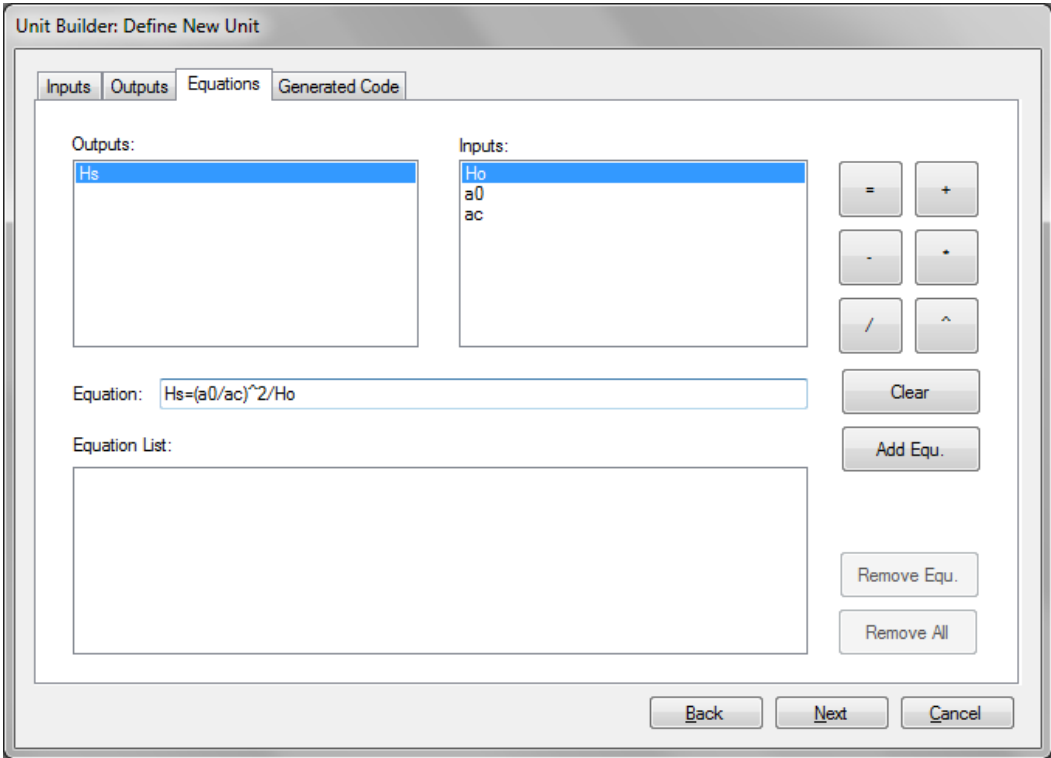 Unit Builder: Define New Unit
Inputs Outputs Equations Generated Code
Outputs:
Hs
Inputs:
Ho
a0
ac
= +
- *
/ ^
Equation: Hs=(a0/ac)^2/Ho
Clear
Equation List:
Add Equ.
Remove Equ.
Remove All
Back Next Cancel